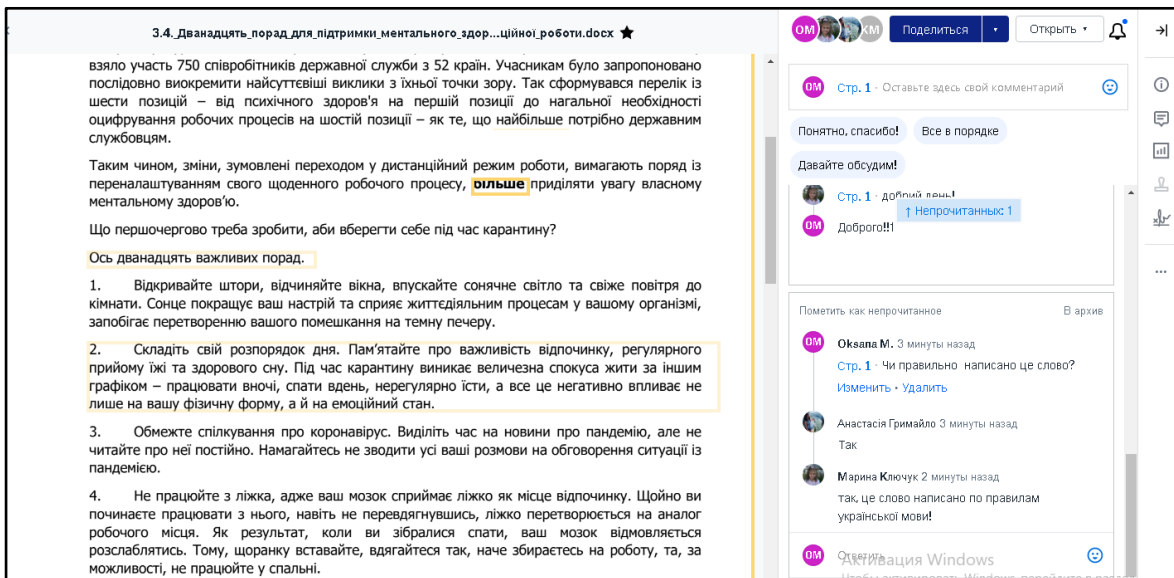 3.4._Дванадцять_порад_для_підтримки_ментального_здор...ційної_роботи.docx
OM
КМ
Поделиться
Открыть
взяло участь 750 співробітників державної служби з 52 країн. Учасникам було запропоновано
послідовно виокремити найсуттєвіші виклики з їхньої точки зору. Так сформувався перелік із
шести позицій – від психічного здоров'я на першій позиції до нагальної необхідності
оцифрування робочих процесів на шостій позиції – як те, що найбільше потрібно державним
службовцям.
Таким чином, зміни, зумовлені переходом у дистанційний режим роботи, вимагають поряд із
переналаштуванням свого щоденного робочого процесу, більше приділяти увагу власному
ментальному здоров'ю.
Що першочергово треба зробити, аби вберегти себе під час карантину?
Ось дванадцять важливих порад.
1. Відкривайте штори, відчиняйте вікна, впускайте сонячне світло та свіже повітря до
кімнати. Сонце покращує ваш настрій та сприяє життєдіяльним процесам у вашому організмі,
запобігає перетворенню вашого помешкання на темну печеру.
2. Складіть свій розпорядок дня. Пам'ятайте про важливість відпочинку, регулярного
прийому їжі та здорового сну. Під час карантину виникає величезна спокуса жити за іншим
графіком – працювати вночі, спати вдень, нерегулярно їсти, а все це негативно впливає не
лише на вашу фізичну форму, а й на емоційний стан.
3. Обмежте спілкування про коронавірус. Виділіть час на новини про пандемію, але не
читайте про неї постійно. Намагайтесь не зводити усі ваші розмови на обговорення ситуації із
пандемією.
4. Не працюйте з ліжка, адже ваш мозок сприймає ліжко як місце відпочинку. Щойно ви
починаєте працювати з нього, навіть не перевдягнувшись, ліжко перетворюється на аналог
робочого місця. Як результат, коли ви зібралися спати, ваш мозок відмовляється
розслаблятись. Тому, щоранку вставайте, вдягайтеся так, наче збираєтесь на роботу, та, за
можливості, не працюйте у спальні.
OM Стр. 1 · Оставьте здесь свой комментарий
Понятно, спасибо! Все в порядке
Давайте обсудим!
Стр. 1 · добрий день!
↑ Непрочитанных: 1
OM Доброго!!1
Пометить как непрочитанное В архив
OM Oksana M. 3 минуты назад
Стр. 1 · Чи правильно написано це слово?
Изменить • Удалить
Анастасія Гримайло 3 минуты назад
Так
Марина Ключук 2 минуты назад
так, це слово написано по правилам
української мови!
OM Ответить
Активация Windows